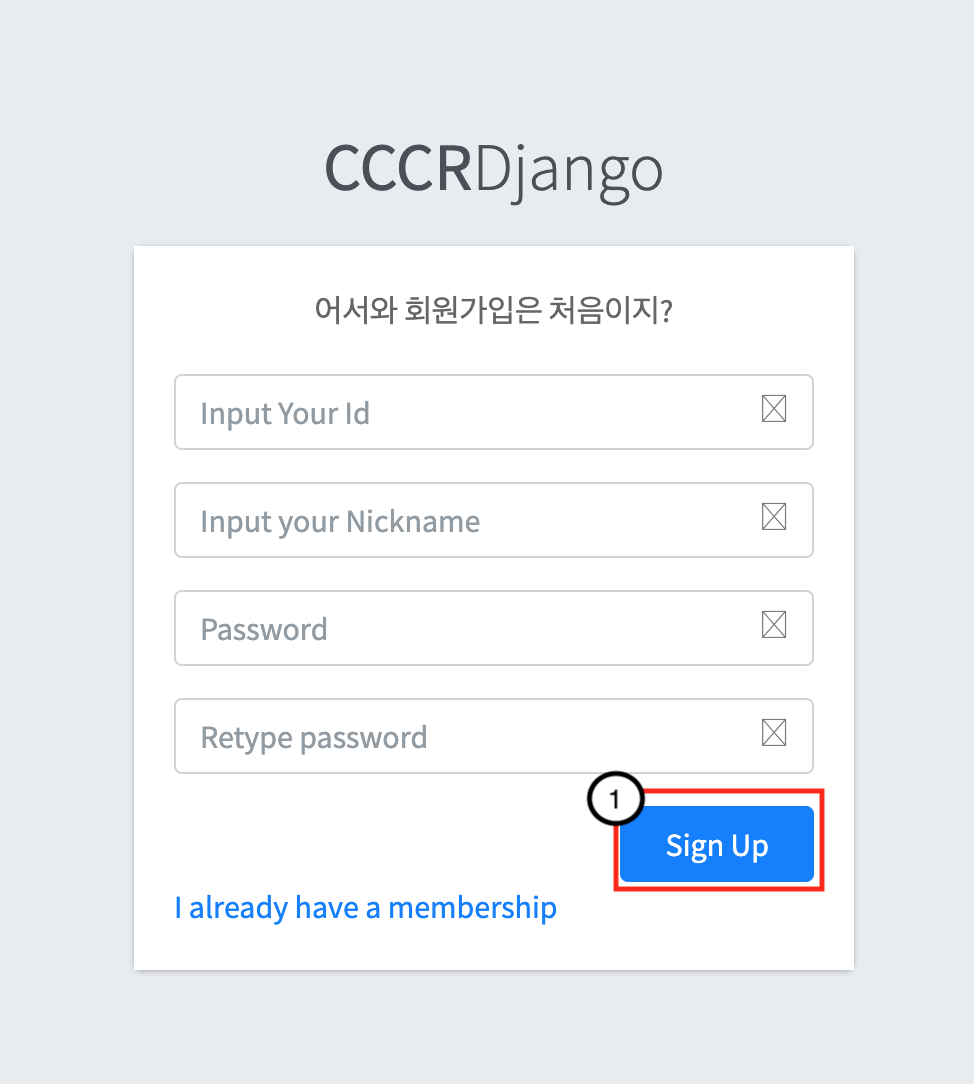 CCCRDjango
어서와 회원가입은 처음이지?
Input Your Id
Input your Nickname
Password
Retype password
1
Sign Up
I already have a membership